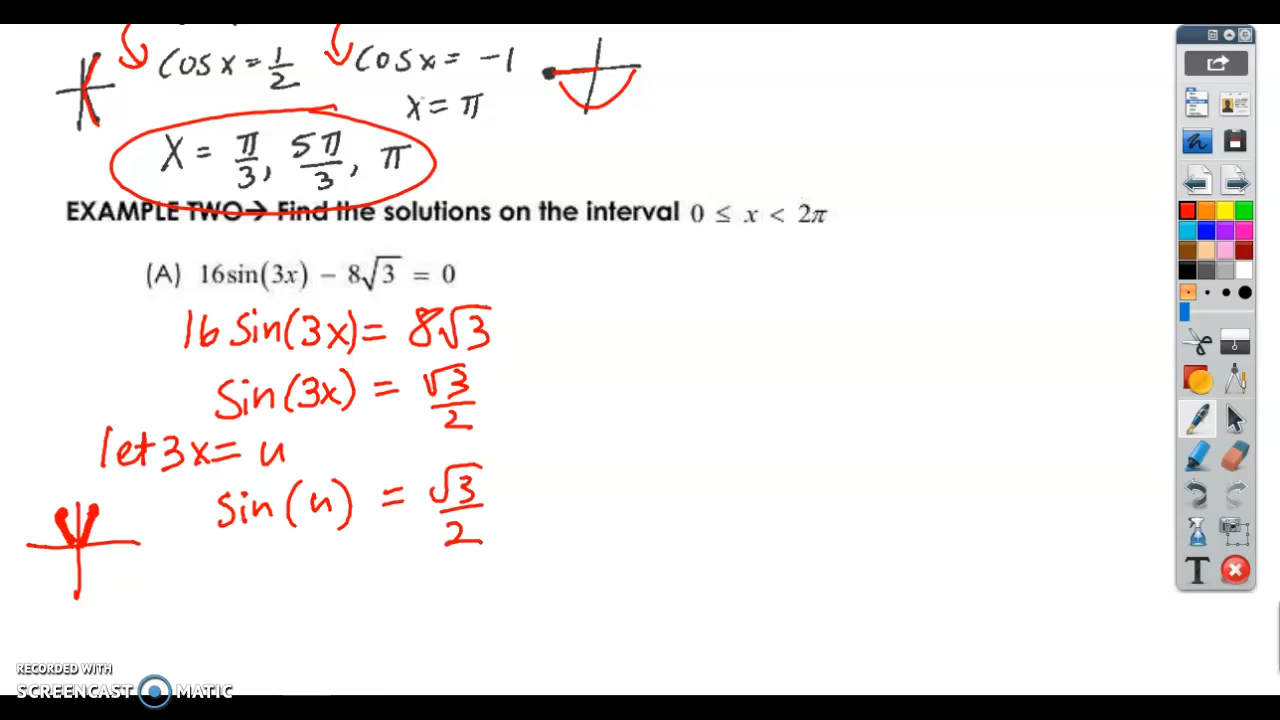 cos x = 1/2   cos x = -1
x = π
x = π/3, 5π/3, π
EXAMPLE TWO→ Find the solutions on the interval 0 ≤ x < 2π
(A) 16sin(3x) − 8√3 = 0
16 sin(3x) = 8√3
sin(3x) = √3/2
let 3x = u
sin(u) = √3/2
T
RECORDED WITH
SCREENCAST MATIC